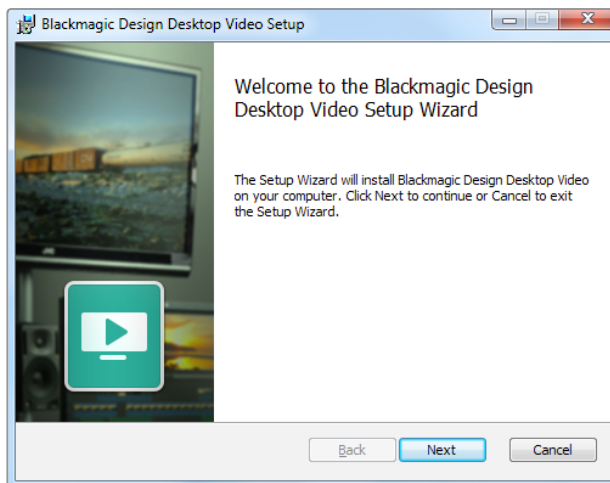 Blackmagic Design Desktop Video Setup
Welcome to the Blackmagic Design
Desktop Video Setup Wizard
The Setup Wizard will install Blackmagic Design Desktop Video
on your computer. Click Next to continue or Cancel to exit
the Setup Wizard.
JVC
Back
Next
Cancel